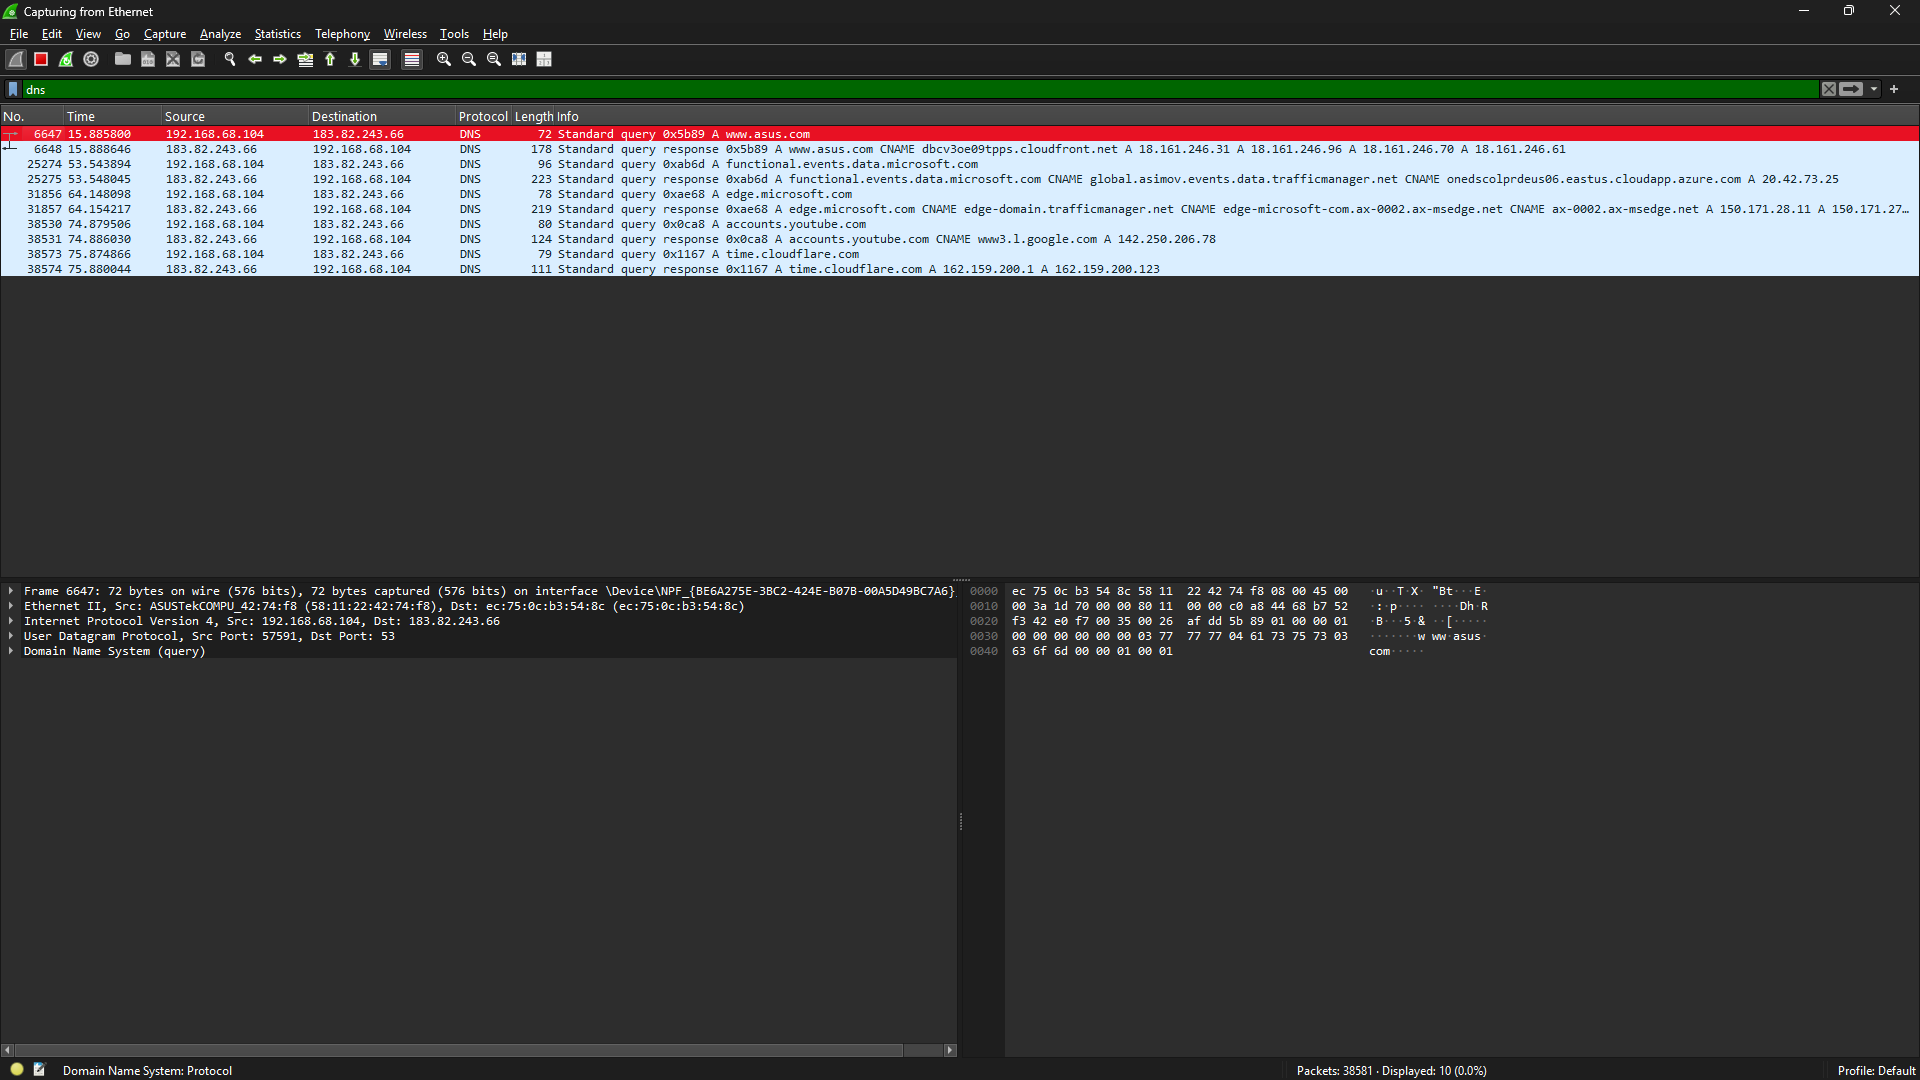 Capturing from Ethernet
File Edit View Go Capture Analyze Statistics Telephony Wireless Tools Help
dns
No. Time Source Destination Protocol Length Info
6647 15.885800 192.168.68.104 183.82.243.66 DNS 72 Standard query 0x5b89 A www.asus.com
6648 15.888646 183.82.243.66 192.168.68.104 DNS 178 Standard query response 0x5b89 A www.asus.com CNAME dbcv3oe09tpps.cloudfront.net A 18.161.246.31 A 18.161.246.96 A 18.161.246.70 A 18.161.246.61
25274 53.543894 192.168.68.104 183.82.243.66 DNS 96 Standard query 0xab6d A functional.events.data.microsoft.com
25275 53.548045 183.82.243.66 192.168.68.104 DNS 223 Standard query response 0xab6d A functional.events.data.microsoft.com CNAME global.asimov.events.data.trafficmanager.net CNAME onedscolprdeus06.eastus.cloudapp.azure.com A 20.42.73.25
31856 64.148098 192.168.68.104 183.82.243.66 DNS 78 Standard query 0xae68 A edge.microsoft.com
31857 64.154217 183.82.243.66 192.168.68.104 DNS 219 Standard query response 0xae68 A edge.microsoft.com CNAME edge-domain.trafficmanager.net CNAME edge-microsoft-com.ax-0002.ax-msedge.net CNAME ax-0002.ax-msedge.net A 150.171.28.11 A 150.171.27…
38530 74.879506 192.168.68.104 183.82.243.66 DNS 80 Standard query 0x0ca8 A accounts.youtube.com
38531 74.886030 183.82.243.66 192.168.68.104 DNS 124 Standard query response 0x0ca8 A accounts.youtube.com CNAME www3.l.google.com A 142.250.206.78
38573 75.874866 192.168.68.104 183.82.243.66 DNS 79 Standard query 0x1167 A time.cloudflare.com
38574 75.880044 183.82.243.66 192.168.68.104 DNS 111 Standard query response 0x1167 A time.cloudflare.com A 162.159.200.1 A 162.159.200.123
Frame 6647: 72 bytes on wire (576 bits), 72 bytes captured (576 bits) on interface \Device\NPF_{BE6A275E-3BC2-424E-B07B-00A5D49BC7A6}
Ethernet II, Src: ASUSTekCOMPU_42:74:f8 (58:11:22:42:74:f8), Dst: ec:75:0c:b3:54:8c (ec:75:0c:b3:54:8c)
Internet Protocol Version 4, Src: 192.168.68.104, Dst: 183.82.243.66
User Datagram Protocol, Src Port: 57591, Dst Port: 53
Domain Name System (query)
0000 ec 75 0c b3 54 8c 58 11 22 42 74 f8 08 00 45 00 ·u··T·X· "Bt···E·
0010 00 3a 1d 70 00 00 80 11 00 00 c0 a8 44 68 b7 52 ·:·p···· ····Dh·R
0020 f3 42 e0 f7 00 35 00 26 af dd 5b 89 01 00 00 01 ·B···5·& ··[·····
0030 00 00 00 00 00 00 03 77 77 77 04 61 73 75 73 03 ·······w ww·asus·
0040 63 6f 6d 00 00 01 00 01 com·····
Domain Name System: Protocol
Packets: 38581 · Displayed: 10 (0.0%)
Profile: Default